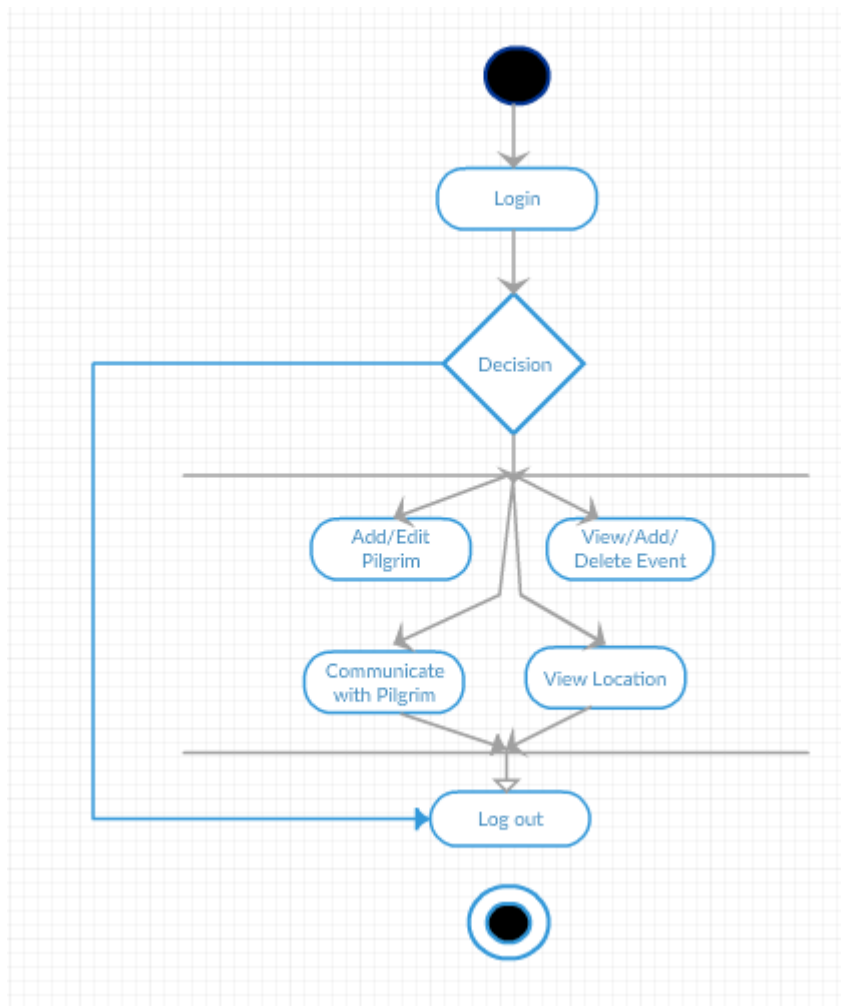 Login
Decision
Add/Edit
Pilgrim
View/Add/
Delete Event
Communicate
with Pilgrim
View Location
Log out